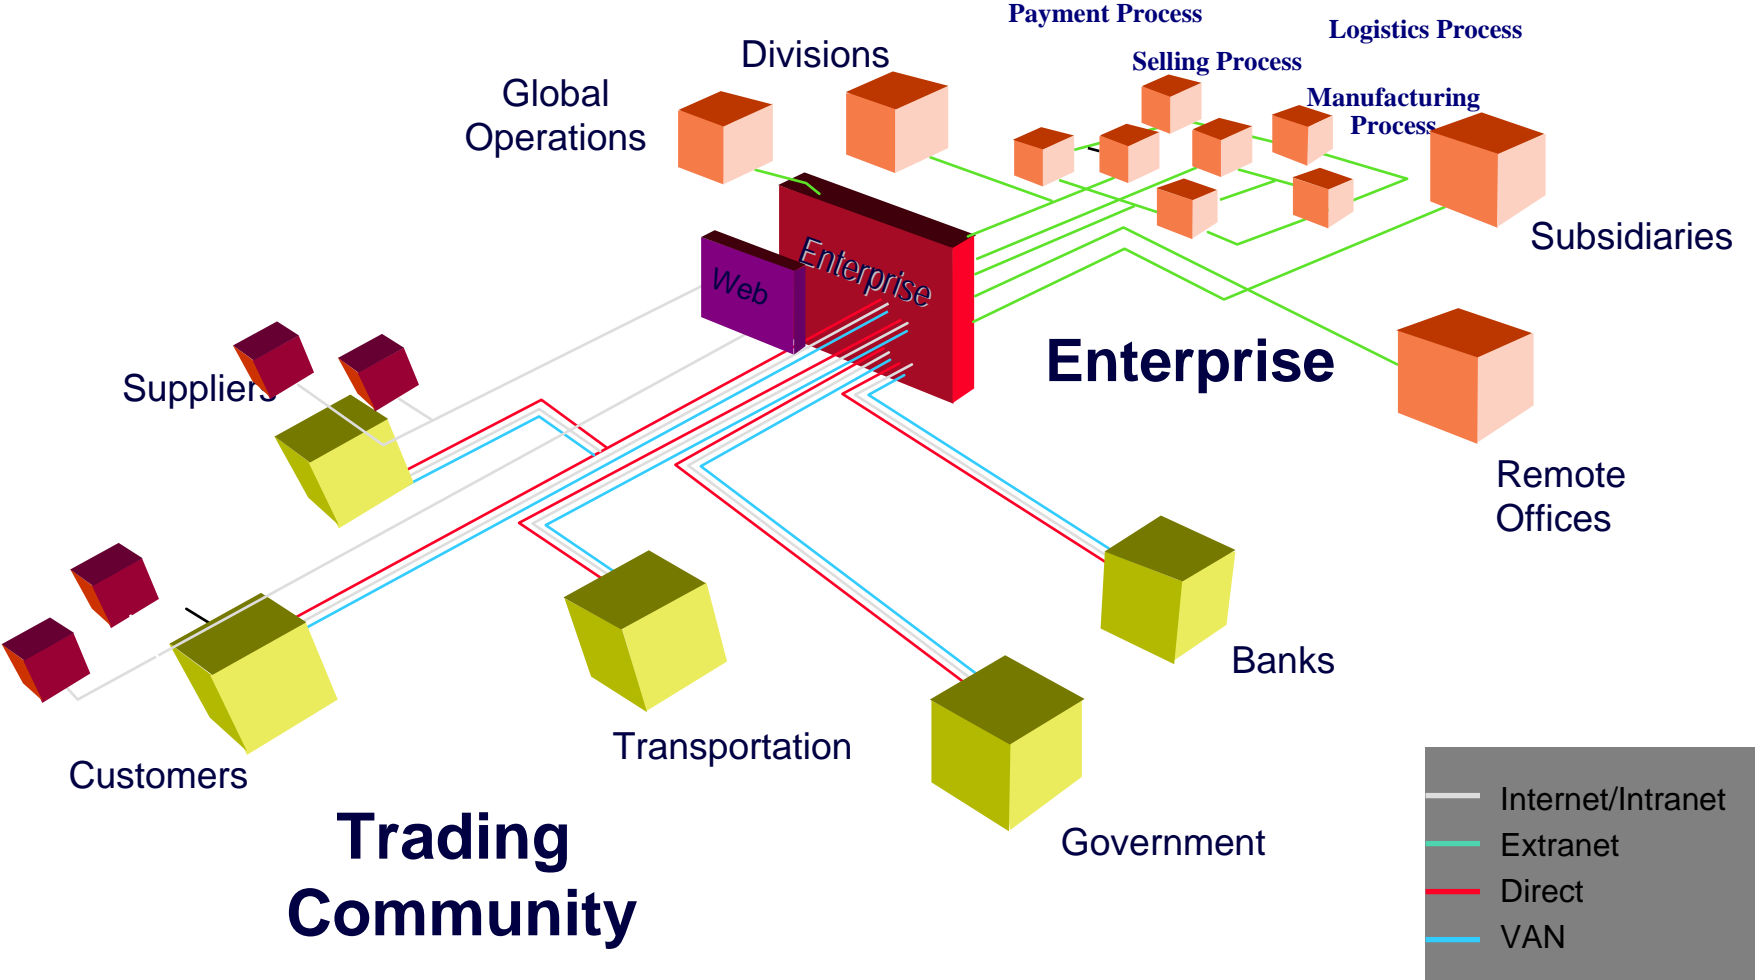 Payment Process
Logistics Process
Divisions
Selling Process
Global
Operations
Manufacturing
Process
Subsidiaries
Enterprise
Web
Enterprise
Suppliers
Remote
Offices
Banks
Transportation
Customers
Government
Trading
Community
Internet/Intranet
Extranet
Direct
VAN